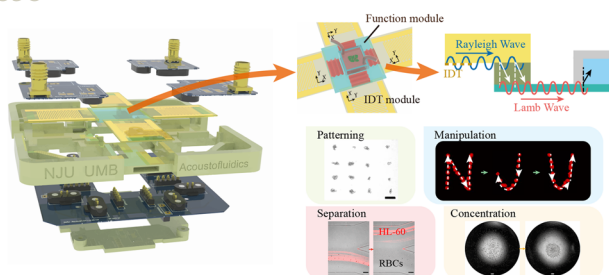 Function module
IDT module
Rayleigh Wave
IDT
Lamb Wave
NJU UMB
Acoustofluidics
Patterning
Manipulation
Separation
HL-60
RBCs
Concentration